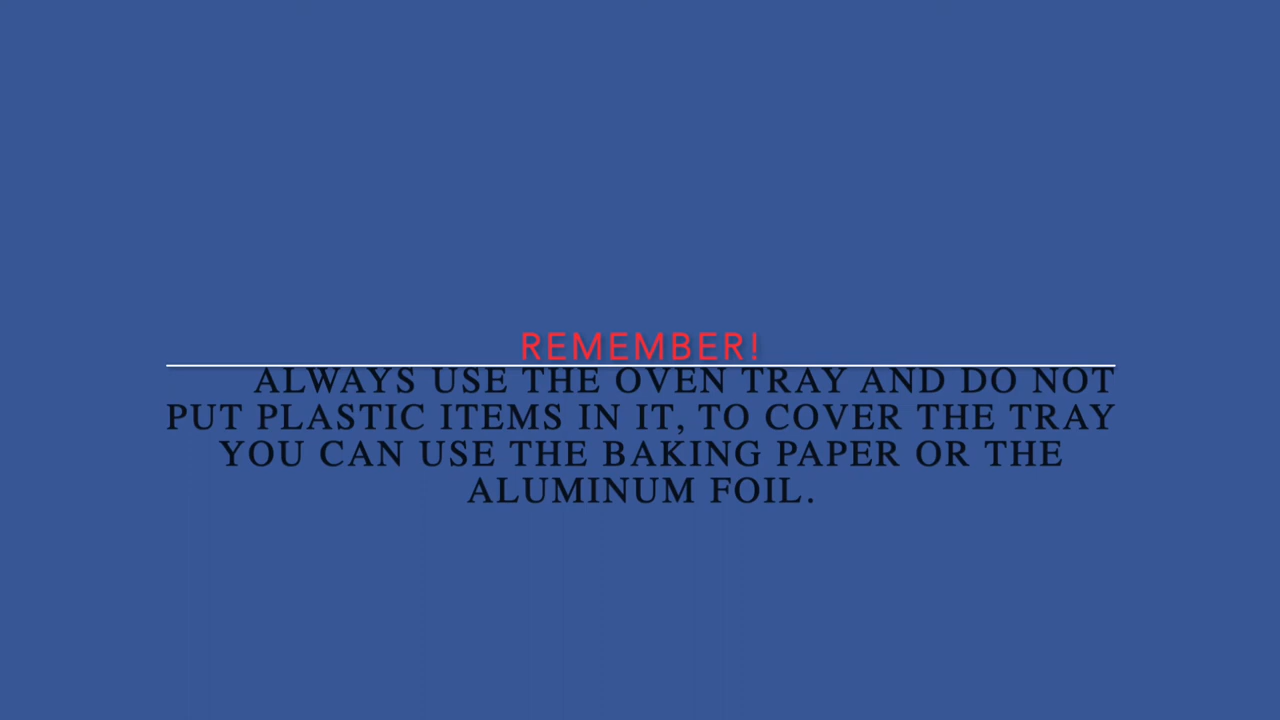 REMEMBER!
ALWAYS USE THE OVEN TRAY AND DO NOT
PUT PLASTIC ITEMS IN IT, TO COVER THE TRAY
YOU CAN USE THE BAKING PAPER OR THE
ALUMINUM FOIL.